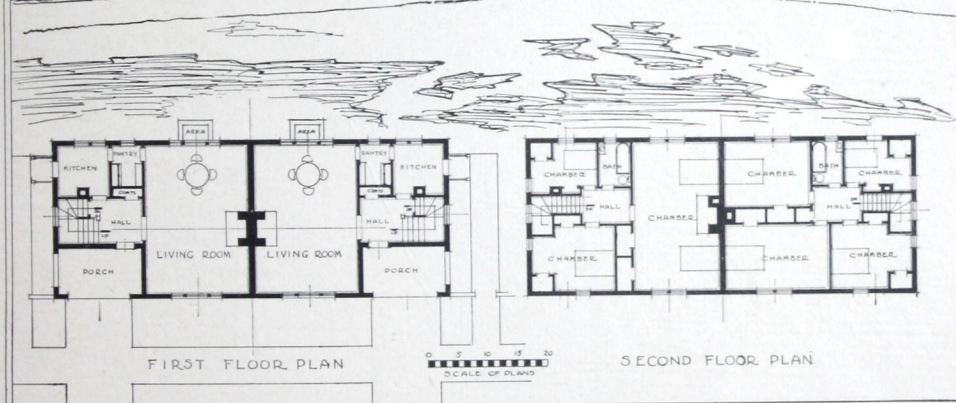 AREA
AREA
KITCHEN
PANTRY
PANTRY
KITCHEN
COATS
COATS
HALL
UP
HALL
UP
LIVING ROOM
LIVING ROOM
PORCH
PORCH
FIRST FLOOR PLAN
0 5 10 15 20
SCALE OF PLANS
CHAMBER
BATH
CHAMBER
BATH
CHAMBER
HALL
CHAMBER
HALL
CHAMBER
CHAMBER
CHAMBER
SECOND FLOOR PLAN